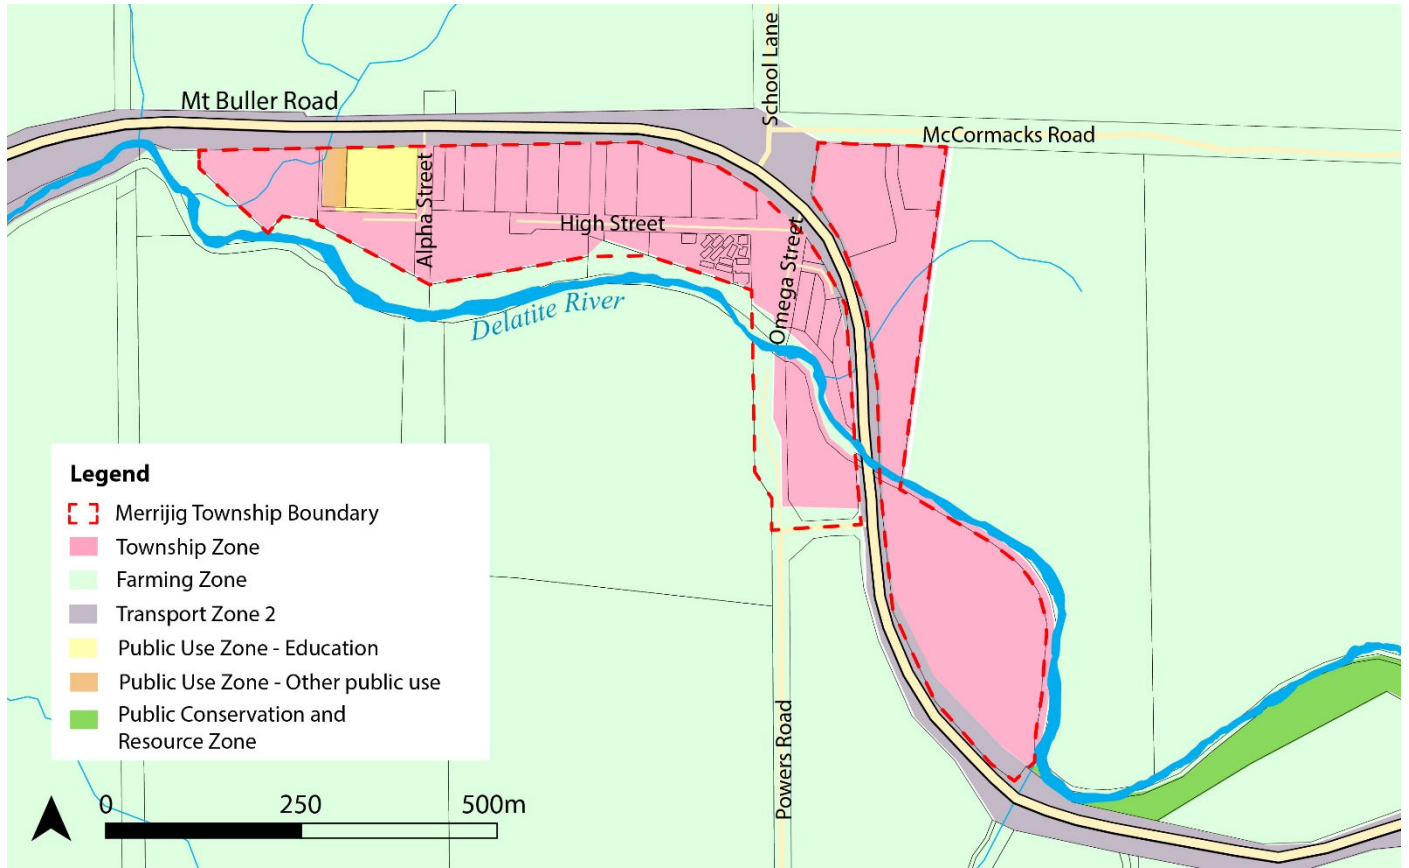 School Lane
Mt Buller Road
McCormacks Road
Alpha Street
High Street
Omega Street
Delatite River
Legend
Merrijig Township Boundary
Township Zone
Farming Zone
Transport Zone 2
Public Use Zone - Education
Public Use Zone - Other public use
Public Conservation and
Resource Zone
Powers Road
0 250 500m